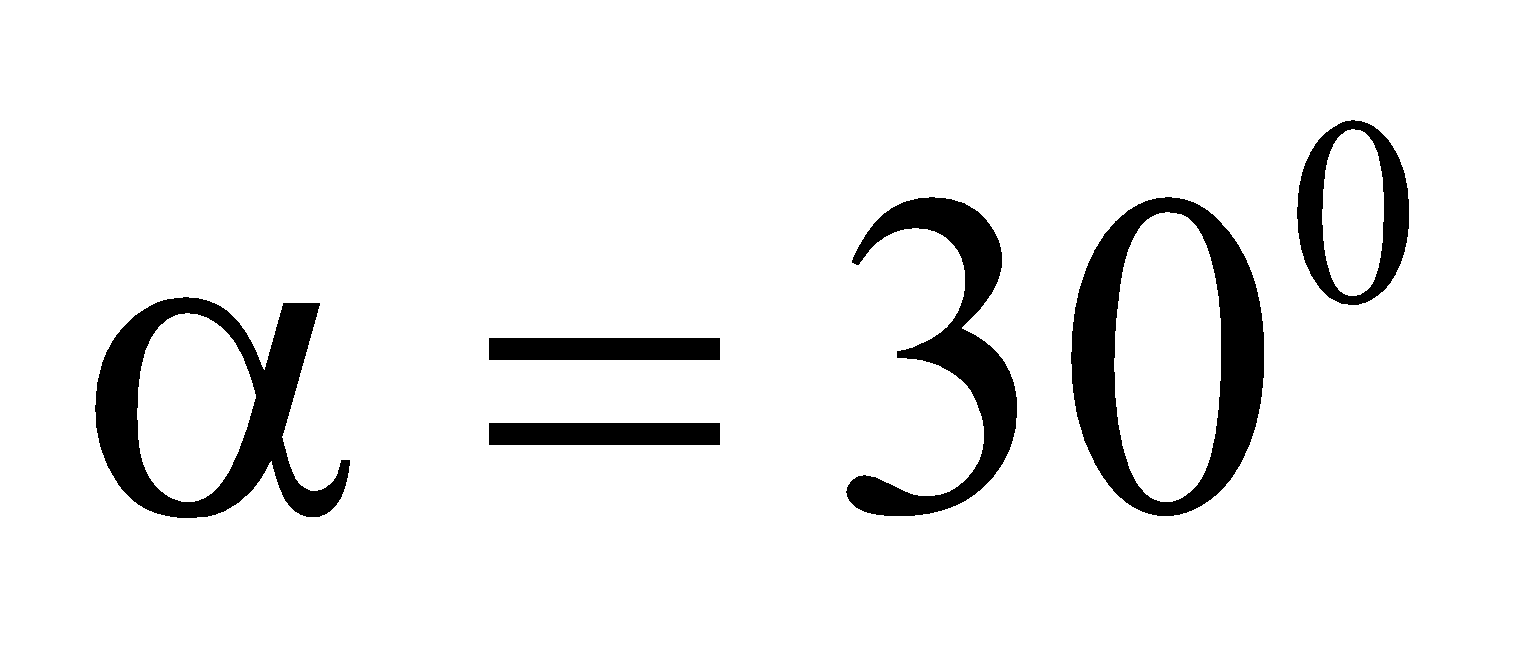 α = 30⁰